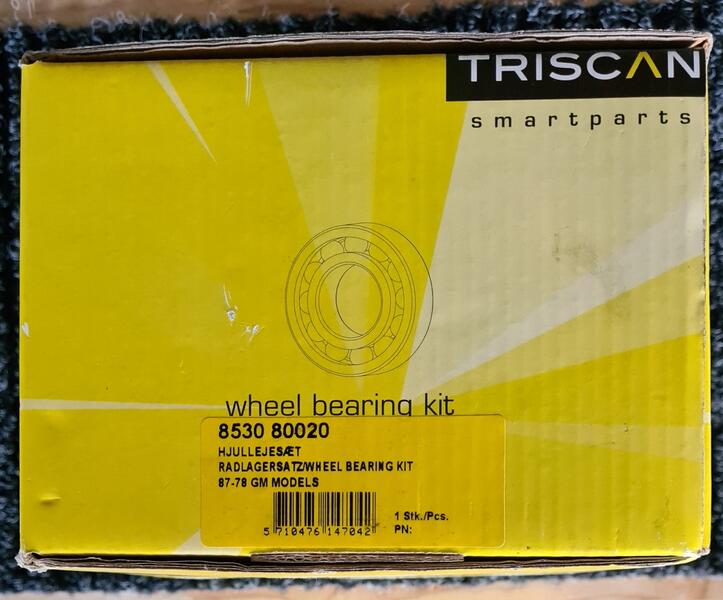 TRISCAN
smartparts
wheel bearing kit
8530 80020
HJULLEJESÆT
RADLAGERSATZ/WHEEL BEARING KIT
87-78 GM MODELS
1 Stk./Pcs.
PN:
5 710476 147042